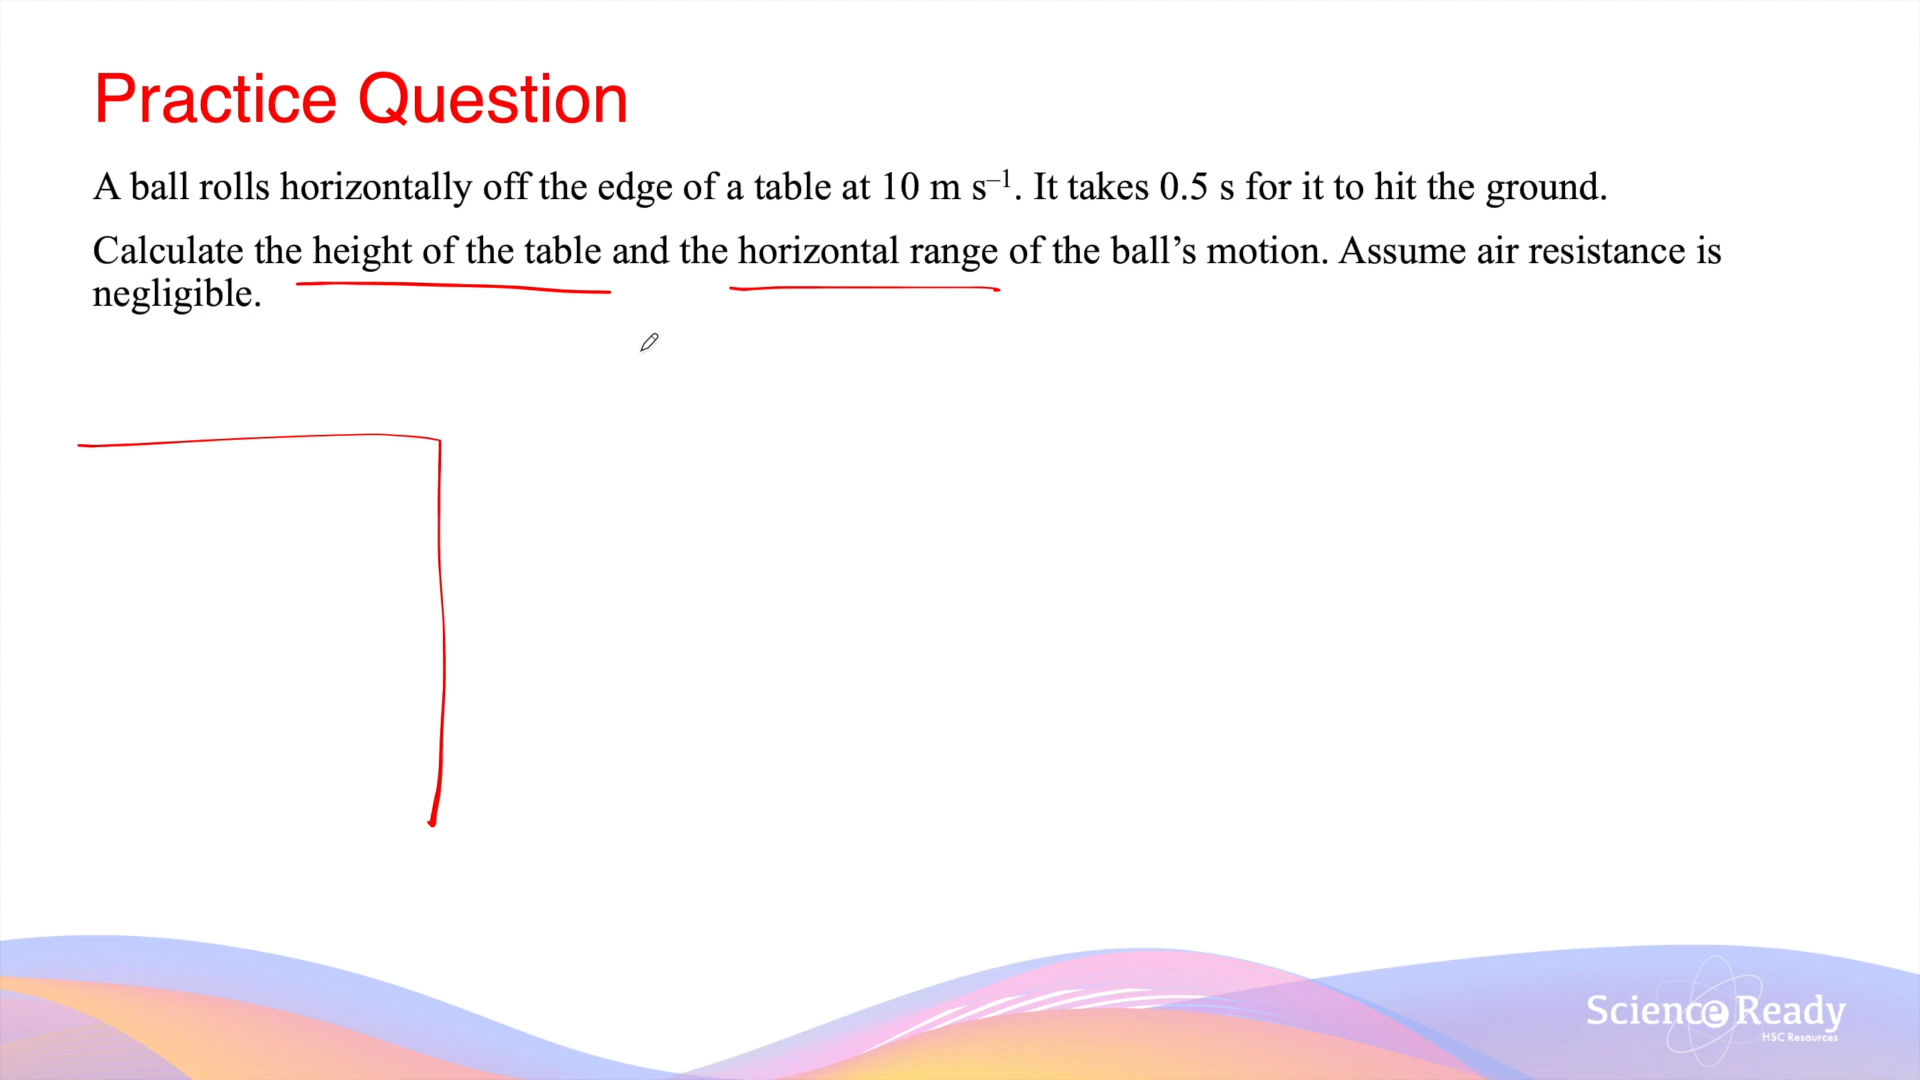 Practice Question
A ball rolls horizontally off the edge of a table at 10 m s⁻¹. It takes 0.5 s for it to hit the ground.
Calculate the height of the table and the horizontal range of the ball’s motion. Assume air resistance is
negligible.
Science Ready
HSC Resources